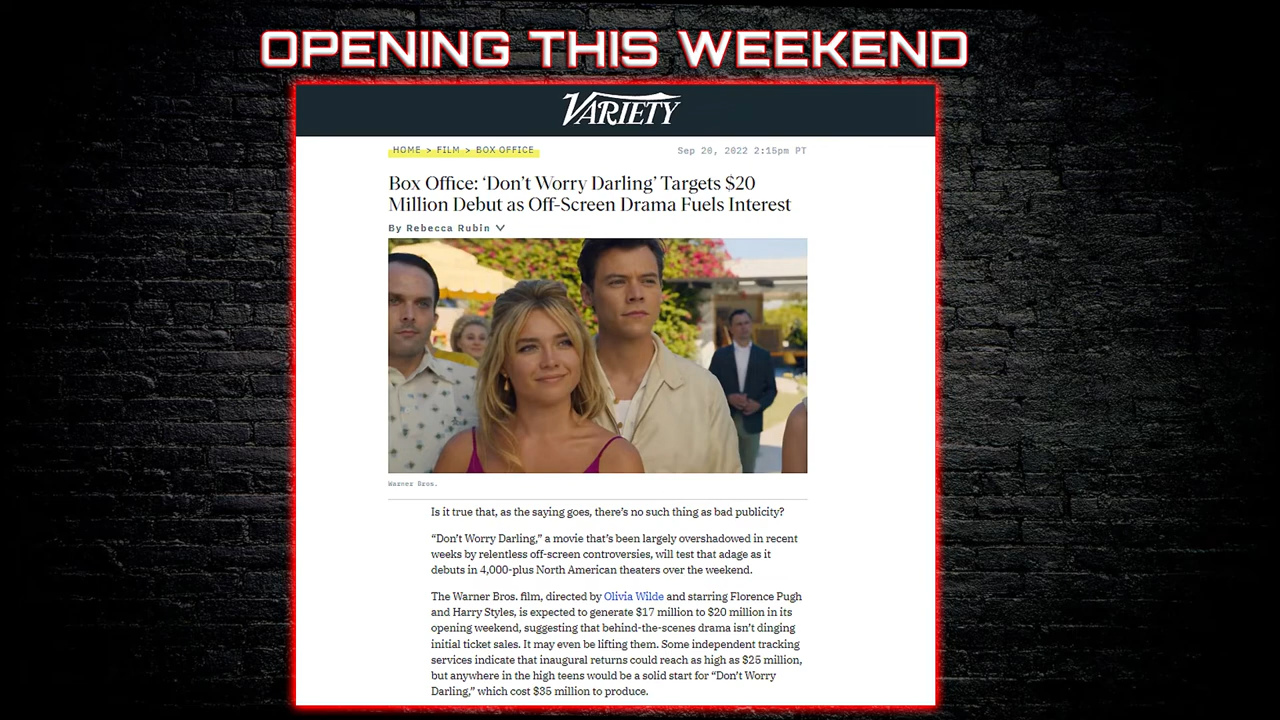 OPENING THIS WEEKEND
VARIETY
HOME > FILM > BOX OFFICE
Sep 20, 2022 2:15pm PT
Box Office: ‘Don’t Worry Darling’ Targets $20
Million Debut as Off-Screen Drama Fuels Interest
By Rebecca Rubin
Warner Bros.
Is it true that, as the saying goes, there’s no such thing as bad publicity?
“Don’t Worry Darling,” a movie that’s been largely overshadowed in recent
weeks by relentless off-screen controversies, will test that adage as it
debuts in 4,000-plus North American theaters over the weekend.
The Warner Bros. film, directed by Olivia Wilde and starring Florence Pugh
and Harry Styles, is expected to generate $17 million to $20 million in its
opening weekend, suggesting that behind-the-scenes drama isn’t dinging
initial ticket sales. It may even be lifting them. Some independent tracking
services indicate that inaugural returns could reach as high as $25 million,
but anywhere in the high teens would be a solid start for “Don’t Worry
Darling,” which cost $35 million to produce.